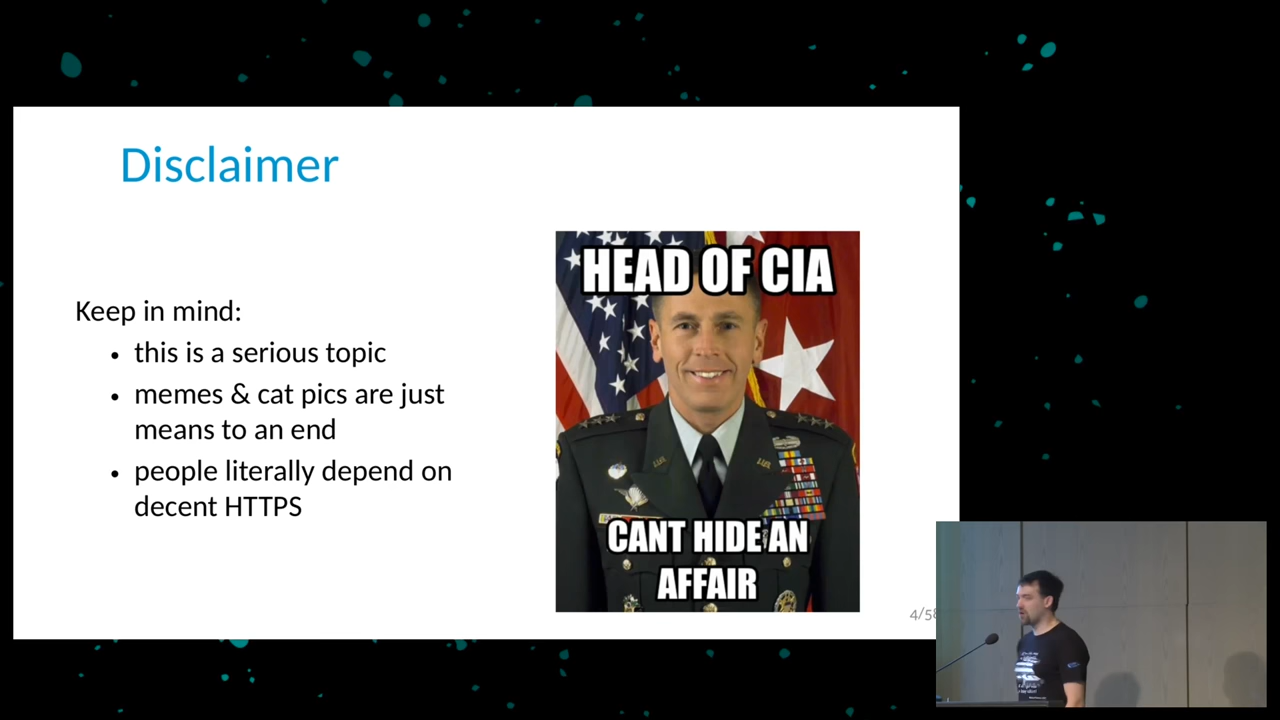 Disclaimer
Keep in mind:
• this is a serious topic
• memes & cat pics are just
means to an end
• people literally depend on
decent HTTPS
HEAD OF CIA
CANT HIDE AN
AFFAIR